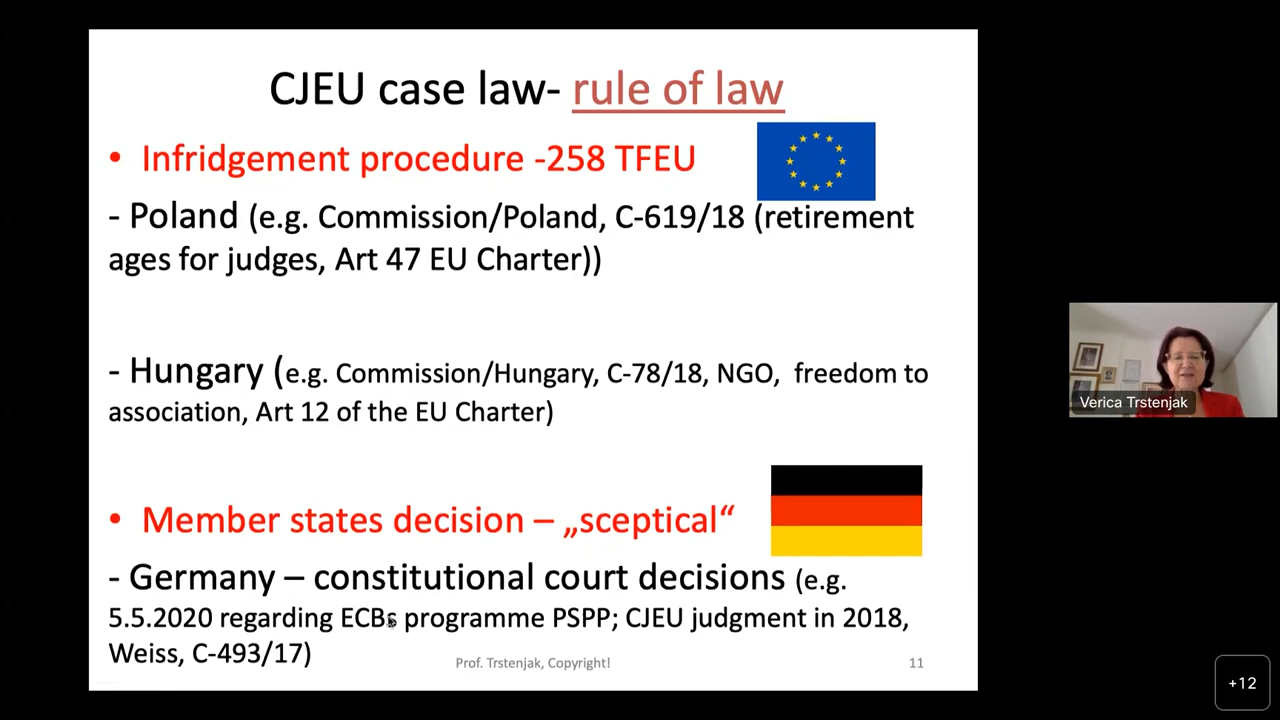 CJEU case law- rule of law
• Infridgement procedure -258 TFEU
- Poland (e.g. Commission/Poland, C-619/18 (retirement
ages for judges, Art 47 EU Charter))
- Hungary (e.g. Commission/Hungary, C-78/18, NGO, freedom to
association, Art 12 of the EU Charter)
• Member states decision – „sceptical“
- Germany – constitutional court decisions (e.g.
5.5.2020 regarding ECBs programme PSPP; CJEU judgment in 2018,
Weiss, C-493/17)
Prof. Trstenjak, Copyright!
11
Verica Trstenjak
+12